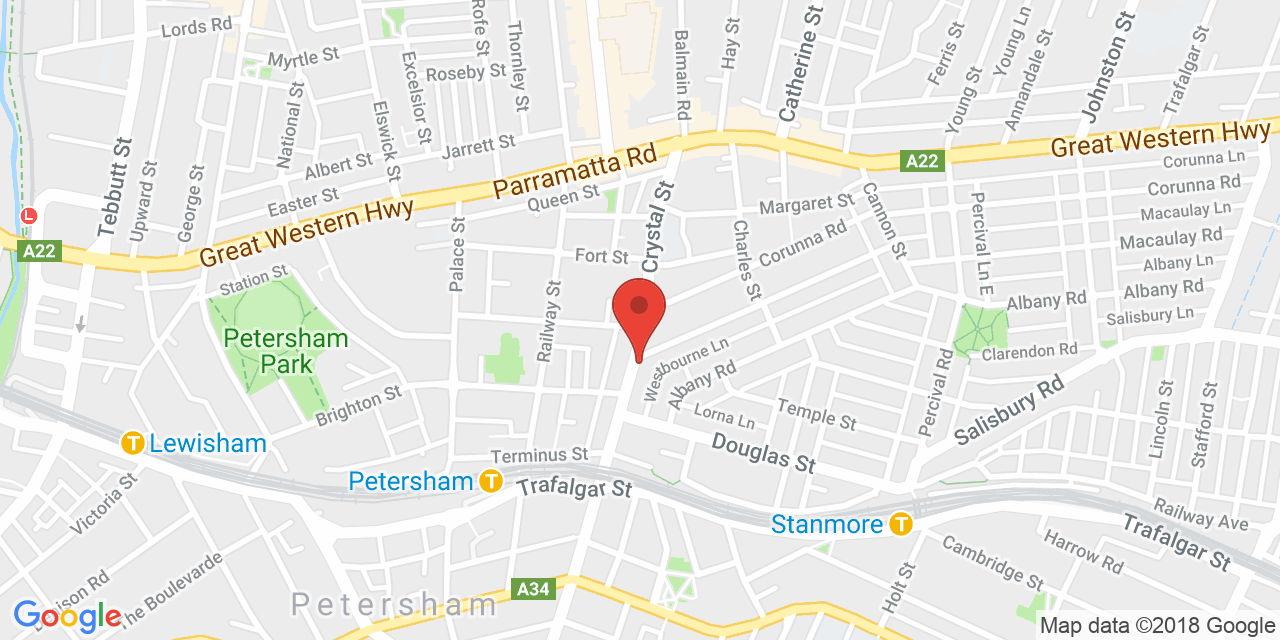 Lords Rd
Myrtle St
Rofe St
Thornley St
Roseby St
Excelsior St
Balmain Rd
Hay St
Catherine St
Ferris St
Young Ln
Young St
Annandale St
Johnston St
Trafalgar St
National St
Elswick St
Albert St
Jarrett St
Easter St
Tebbutt St
Upward St
George St
Parramatta Rd
Queen St
Great Western Hwy
A22
Great Western Hwy
Corunna Ln
Corunna Rd
Macaulay Ln
Macaulay Rd
Albany Ln
Albany Rd
Albany Rd
Salisbury Ln
L
A22
Great Western Hwy
Station St
Palace St
Fort St
Crystal St
Margaret St
Charles St
Corunna Rd
Cannon St
Percival Ln E
Petersham
Park
Railway St
Westbourne Ln
Albany Rd
Clarendon Rd
Percival Rd
Salisbury Rd
Lincoln St
Stafford St
Brighton St
Lorna Ln
Temple St
Douglas St
T Lewisham
Terminus St
Petersham T
Trafalgar St
Victoria St
Stanmore T
Railway Ave
Trafalgar St
Harrow Rd
Cambridge St
Holt St
The Boulevarde
A34
Petersham
Google
Map data ©2018 Google